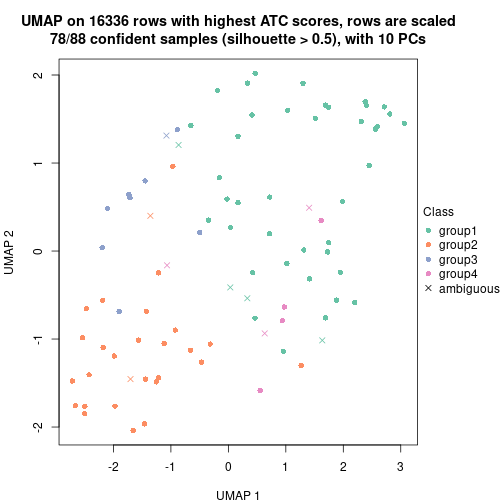 UMAP on 16336 rows with highest ATC scores, rows are scaled
78/88 confident samples (silhouette > 0.5), with 10 PCs
2
1
0
-1
-2
UMAP 2
-2
-1
0
1
2
3
UMAP 1
Class
group1
group2
group3
group4
ambiguous